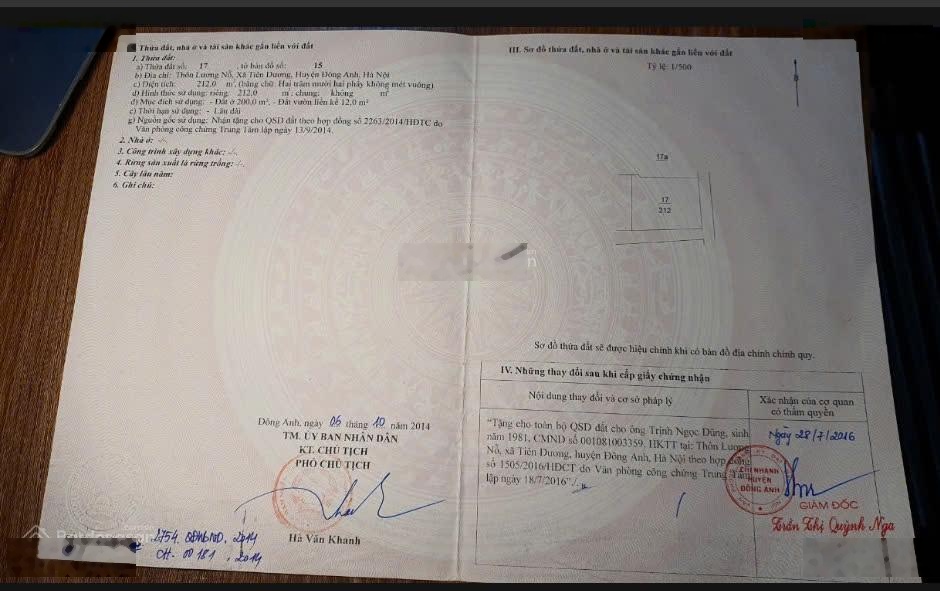 Thửa đất, nhà ở và tài sản khác gắn liền với đất
1. Thửa đất:
a) Thửa đất số: 17 , tờ bản đồ số: 15
b) Địa chỉ: Thôn Lương Nỗ, Xã Tiên Dương, Huyện Đông Anh, Hà Nội
c) Diện tích: 212,0 m², (bằng chữ: Hai trăm mười hai phẩy không mét vuông)
d) Hình thức sử dụng: riêng: 212,0 m²; chung: không m²
đ) Mục đích sử dụng: - Đất ở 200,0 m², - Đất vườn liền kề 12,0 m²
e) Thời hạn sử dụng: - Lâu dài
g) Nguồn gốc sử dụng: Nhận tặng cho QSD đất theo hợp đồng số 2263/2014/HĐTC do
Văn phòng công chứng Trung Tâm lập ngày 13/9/2014.
2. Nhà ở: -/-.
3. Công trình xây dựng khác: -/-.
4. Rừng sản xuất là rừng trồng: -/-.
5. Cây lâu năm:
6. Ghi chú:
Đông Anh, ngày 06 tháng 10 năm 2014
TM. ỦY BAN NHÂN DÂN
KT. CHỦ TỊCH
PHÓ CHỦ TỊCH
Hà Văn Khanh
CH. 00181 . 2014
III. Sơ đồ thửa đất, nhà ở và tài sản khác gắn liền với đất
Tỷ lệ: 1/500
17a
17
212
Sơ đồ thửa đất sẽ được hiệu chỉnh khi có bản đồ địa chính chính quy.
IV. Những thay đổi sau khi cấp giấy chứng nhận
Nội dung thay đổi và cơ sở pháp lý
Xác nhận của cơ quan
có thẩm quyền
"Tặng cho toàn bộ QSD đất cho ông Trịnh Ngọc Dũng, sinh
năm 1981, CMND số 001081003359. HKTT tại: Thôn Lương
Nỗ, xã Tiên Dương, huyện Đông Anh, Hà Nội theo hợp đồng
số 1505/2016/HĐCT do Văn phòng công chứng Trung Tâm
lập ngày 18/7/2016"/.
Ngày 28/7/2016
CHI NHÁNH
HUYỆN
ĐÔNG ANH
GIÁM ĐỐC
Trần Thị Quỳnh Nga